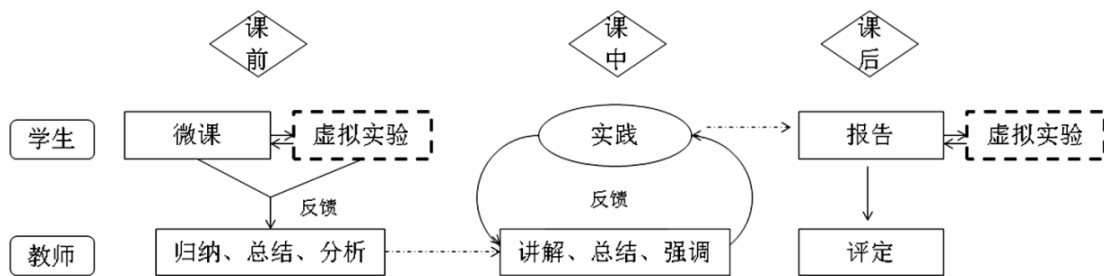 课
前
课
中
课
后
学生
微课
虚拟实验
实践
报告
虚拟实验
反馈
反馈
教师
归纳、总结、分析
讲解、总结、强调
评定